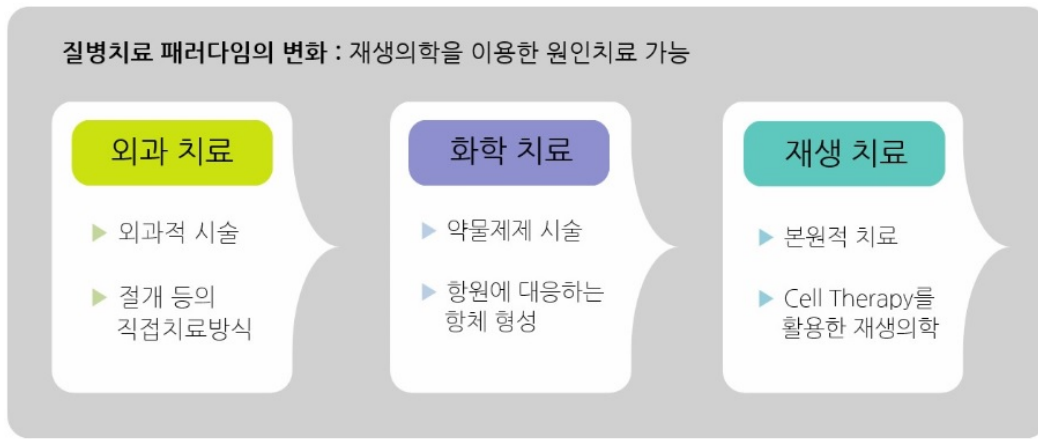 질병치료 패러다임의 변화 : 재생의학을 이용한 원인치료 가능
외과 치료
외과적 시술
절개 등의
직접치료방식
화학 치료
약물제제 시술
항원에 대응하는
항체 형성
재생 치료
본원적 치료
Cell Therapy를
활용한 재생의학